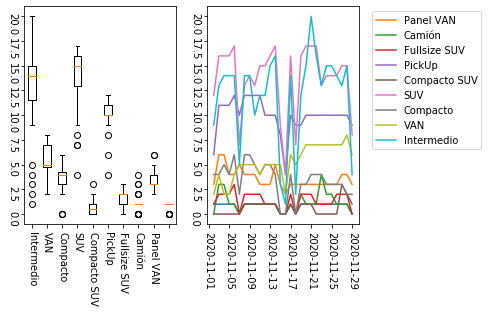 20.0
17.5
15.0
12.5
10.0
7.5
5.0
2.5
0.0
Intermedio
VAN
Compacto
SUV
Compacto SUV
PickUp
Fullsize SUV
Camión
Panel VAN
20.0
17.5
15.0
12.5
10.0
7.5
5.0
2.5
0.0
2020-11-01
2020-11-05
2020-11-09
2020-11-13
2020-11-17
2020-11-21
2020-11-25
2020-11-29
Panel VAN
Camión
Fullsize SUV
PickUp
Compacto SUV
SUV
Compacto
VAN
Intermedio